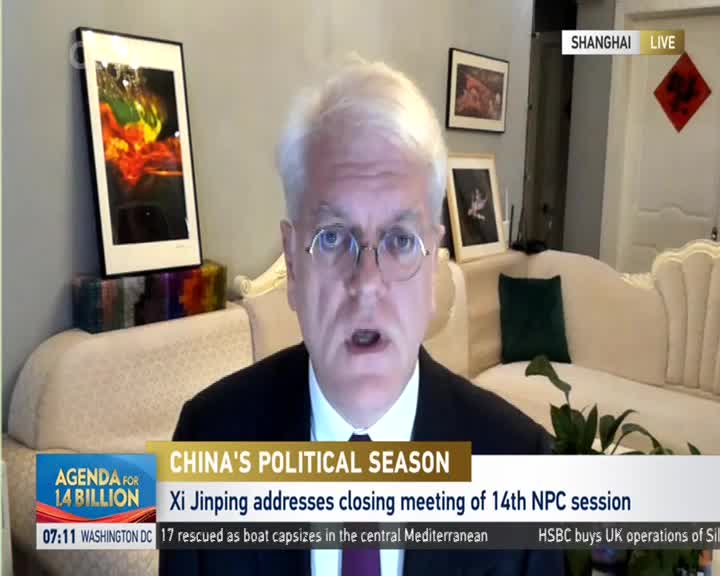 SHANGHAI LIVE
CHINA'S POLITICAL SEASON
AGENDA FOR
1.4 BILLION
Xi Jinping addresses closing meeting of 14th NPC session
07:11 WASHINGTON DC 17 rescued as boat capsizes in the central Mediterranean HSBC buys UK operations of Sil